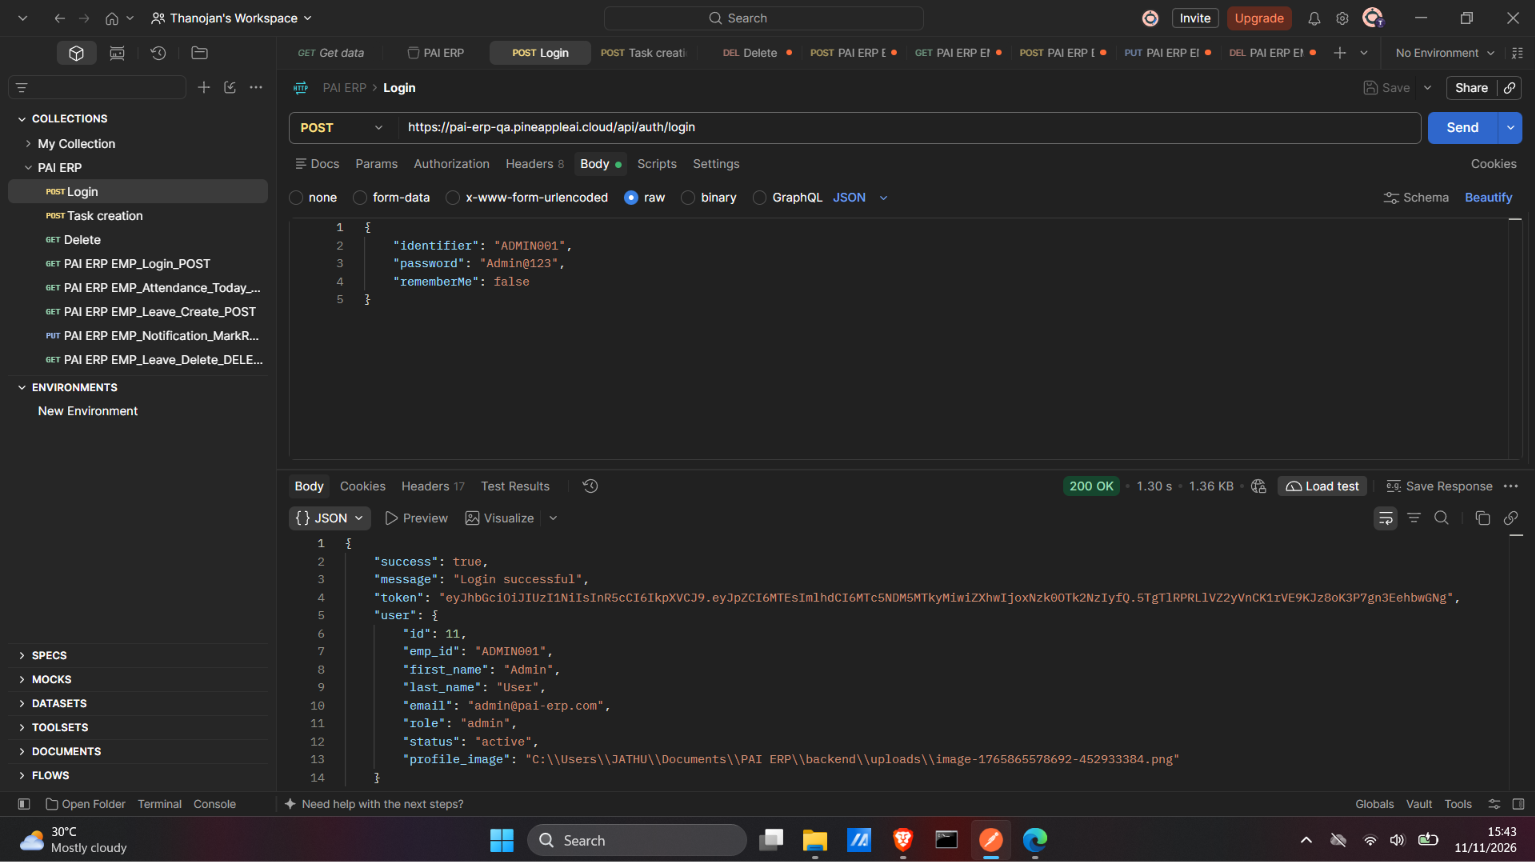 Thanojan's Workspace
Search
Invite
Upgrade
GET Get data
PAI ERP
POST Login
POST Task creati
DEL Delete
POST PAI ERP E
GET PAI ERP EM
POST PAI ERP E
PUT PAI ERP EI
DEL PAI ERP EM
No Environment
HTTP PAI ERP > Login
Save
Share
COLLECTIONS
My Collection
PAI ERP
POST Login
POST Task creation
GET Delete
GET PAI ERP EMP_Login_POST
GET PAI ERP EMP_Attendance_Today_...
GET PAI ERP EMP_Leave_Create_POST
PUT PAI ERP EMP_Notification_MarkR...
GET PAI ERP EMP_Leave_Delete_DELE...
ENVIRONMENTS
New Environment
SPECS
MOCKS
DATASETS
TOOLSETS
DOCUMENTS
FLOWS
POST
https://pai-erp-qa.pineappleai.cloud/api/auth/login
Send
Docs Params Authorization Headers 8 Body Scripts Settings
Cookies
none form-data x-www-form-urlencoded raw binary GraphQL JSON
Schema Beautify
1 {
2 "identifier": "ADMIN001",
3 "password": "Admin@123",
4 "rememberMe": false
5 }
Body Cookies Headers 17 Test Results
200 OK • 1.30 s • 1.36 KB
Load test
Save Response
{} JSON Preview Visualize
1 {
2 "success": true,
3 "message": "Login successful",
4 "token": "eyJhbGciOiJIUzI1NiIsInR5cCI6IkpXVCJ9.eyJpZCI6MTEsImlhdCI6MTc5NDM5MTkyMiwiZXhwIjoxNzk0OTk2NzIyfQ.5TgTlRPRLlVZ2yVnCK1rVE9KJz8oK3P7gn3EehbwGNg",
5 "user": {
6 "id": 11,
7 "emp_id": "ADMIN001",
8 "first_name": "Admin",
9 "last_name": "User",
10 "email": "admin@pai-erp.com",
11 "role": "admin",
12 "status": "active",
13 "profile_image": "C:\\Users\\JATHU\\Documents\\PAI ERP\\backend\\uploads\\image-1765865578692-452933384.png"
14 }
Open Folder Terminal Console
Need help with the next steps?
Globals Vault Tools
30°C
Mostly cloudy
Search
15:43
11/11/2026